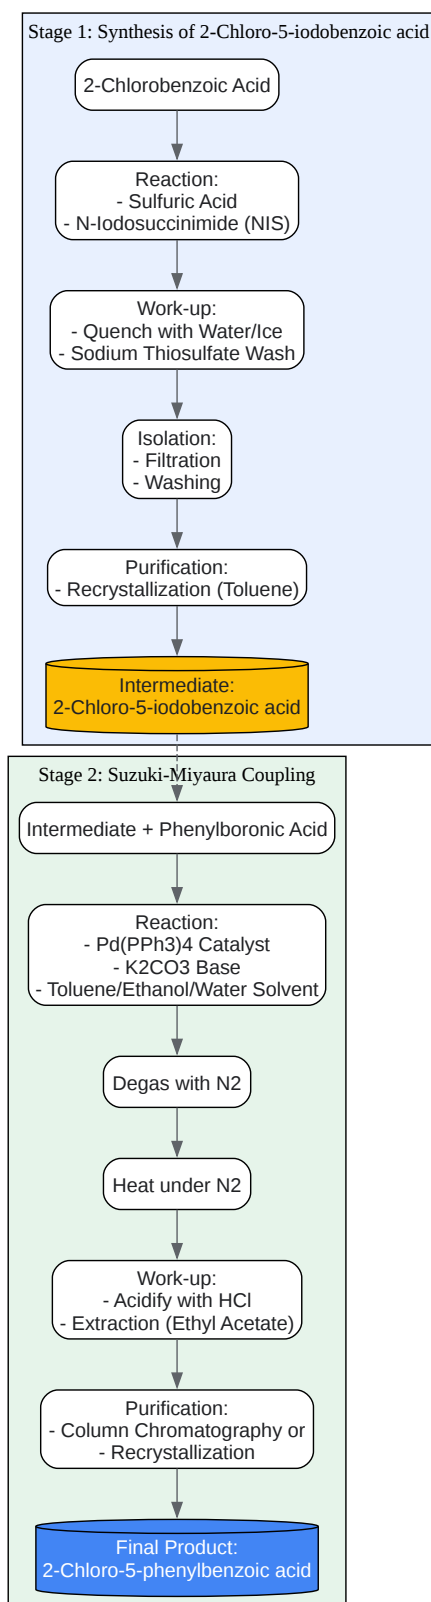 Stage 1: Synthesis of 2-Chloro-5-iodobenzoic acid
2-Chlorobenzoic Acid
Reaction:
- Sulfuric Acid
- N-Iodosuccinimide (NIS)
Work-up:
- Quench with Water/Ice
- Sodium Thiosulfate Wash
Isolation:
- Filtration
- Washing
Purification:
- Recrystallization (Toluene)
Intermediate:
2-Chloro-5-iodobenzoic acid
Stage 2: Suzuki-Miyaura Coupling
Intermediate + Phenylboronic Acid
Reaction:
- Pd(PPh3)4 Catalyst
- K2CO3 Base
- Toluene/Ethanol/Water Solvent
Degas with N2
Heat under N2
Work-up:
- Acidify with HCl
- Extraction (Ethyl Acetate)
Purification:
- Column Chromatography or
- Recrystallization
Final Product:
2-Chloro-5-phenylbenzoic acid